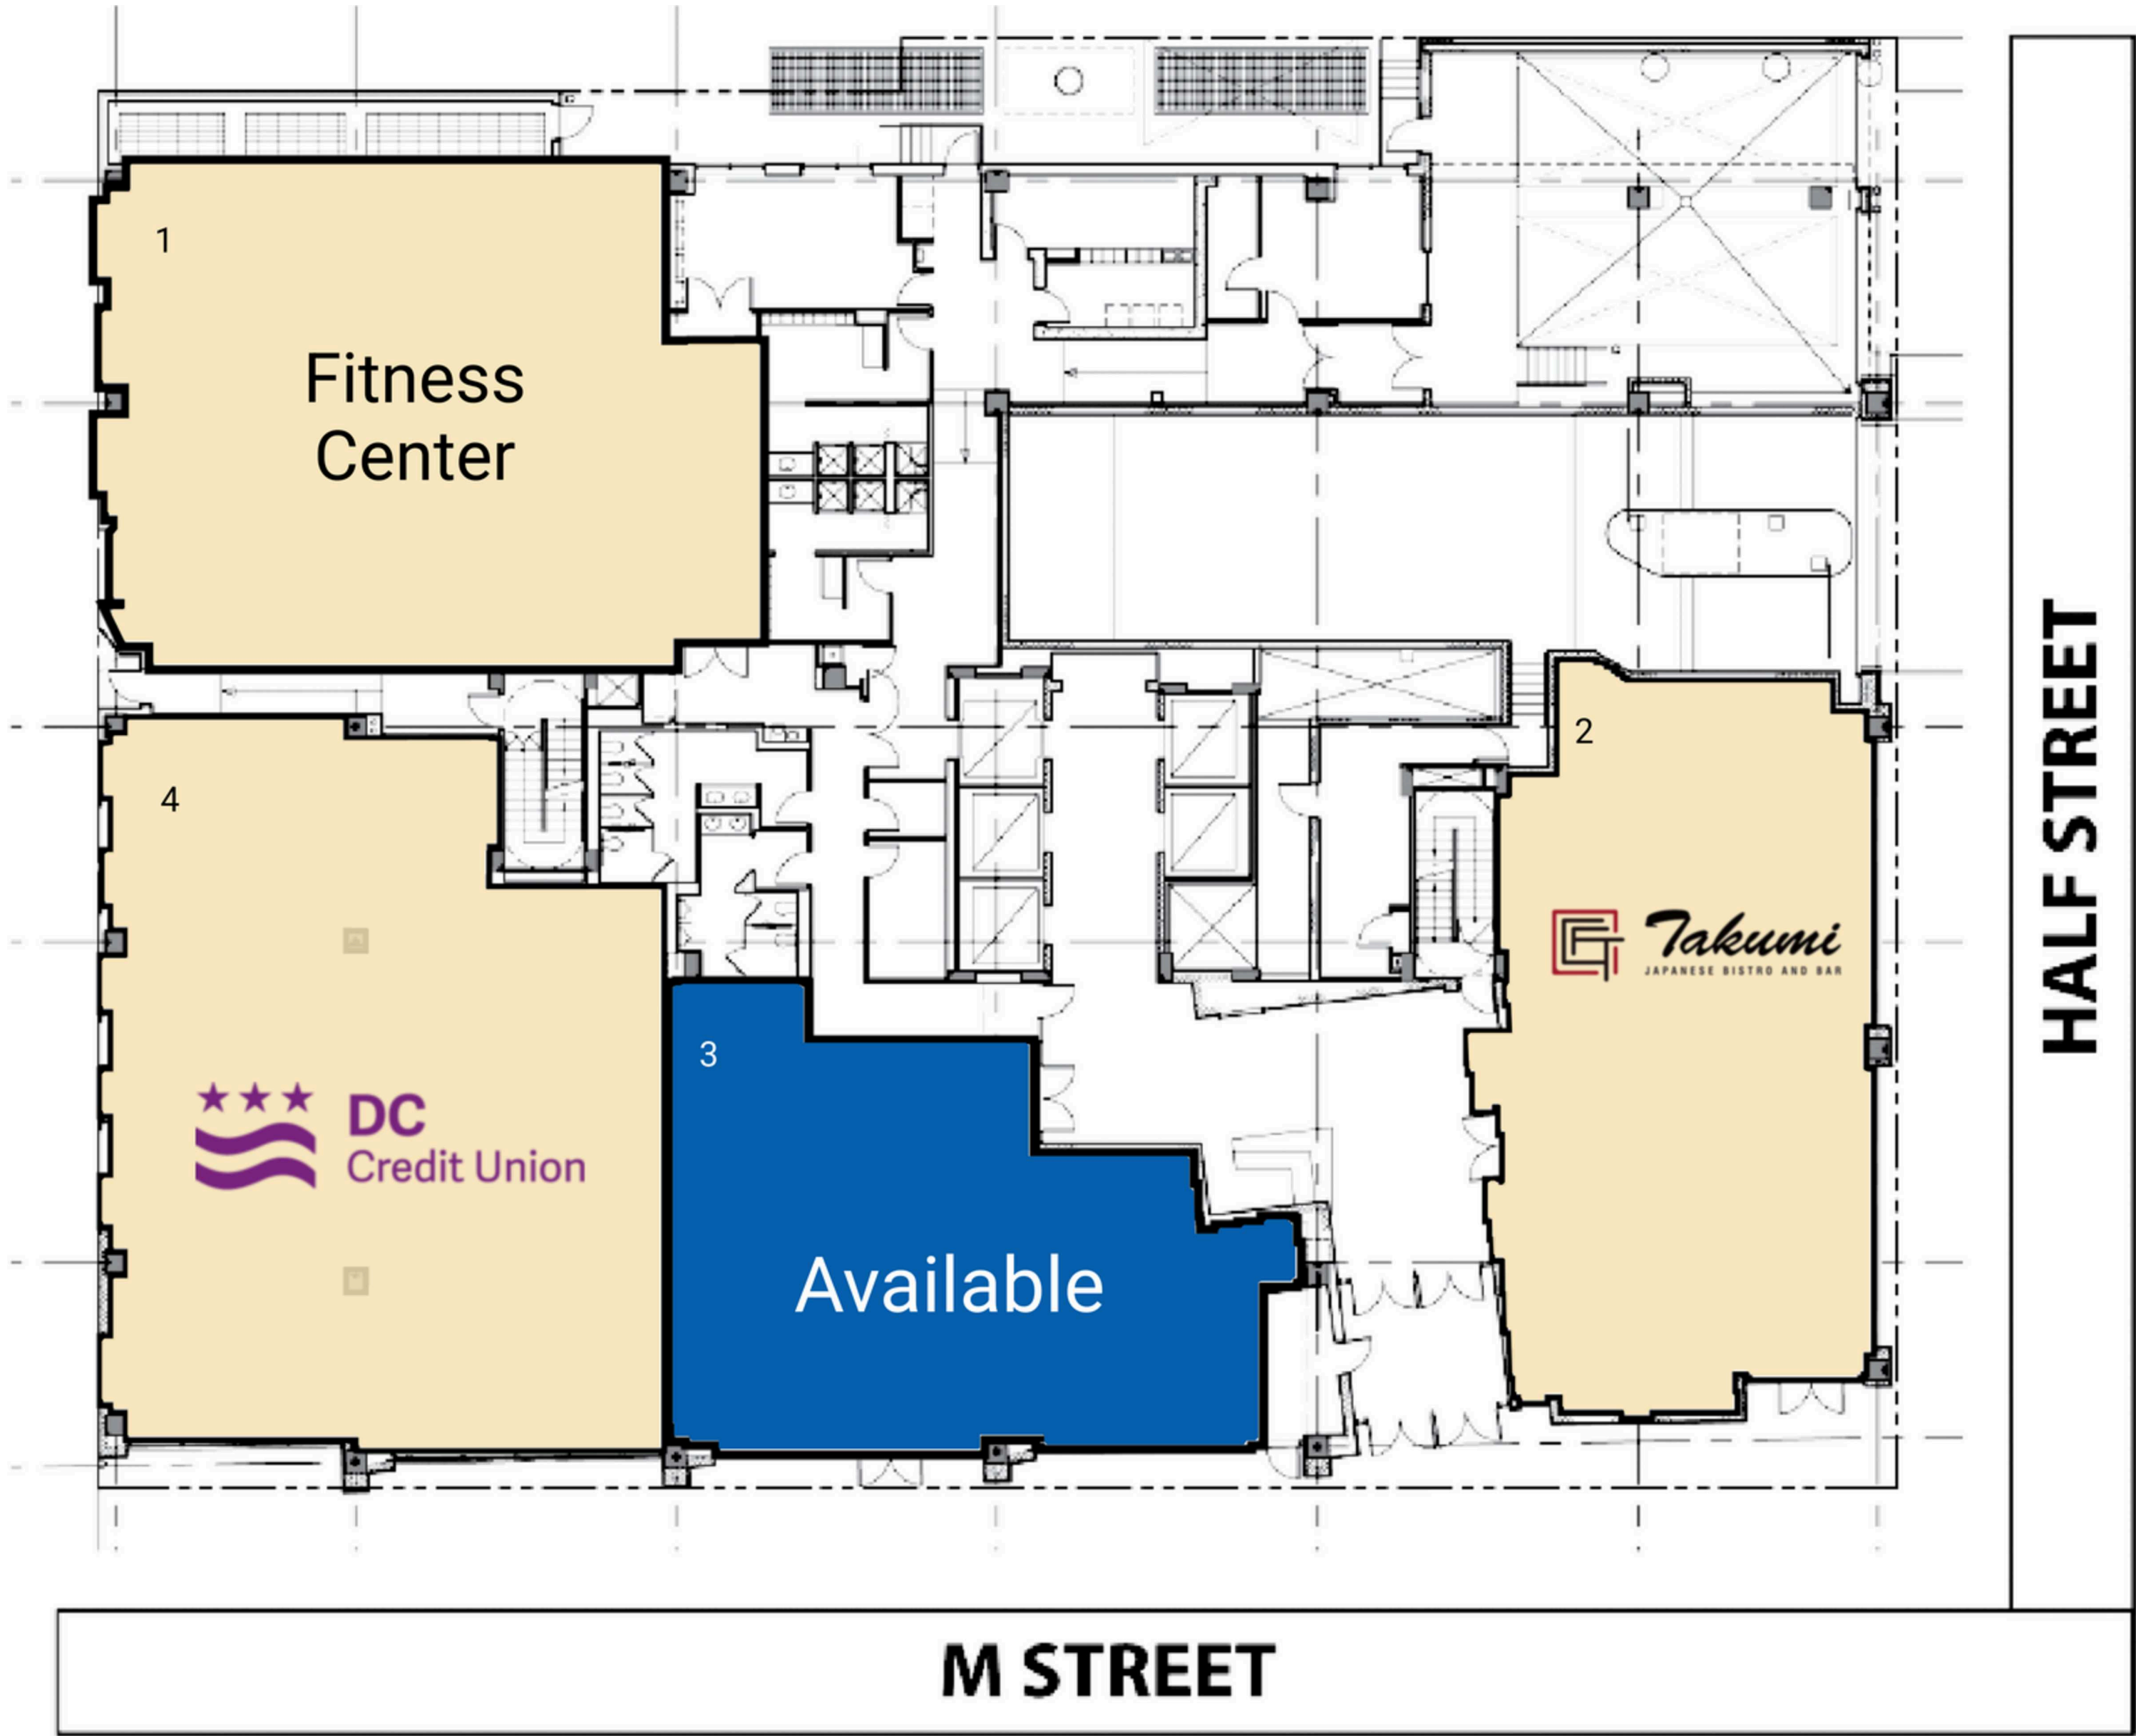 1
Fitness
Center
2
4
Takumi
JAPANESE BISTRO AND BAR
3
DC
Credit Union
Available
HALF STREET
M STREET